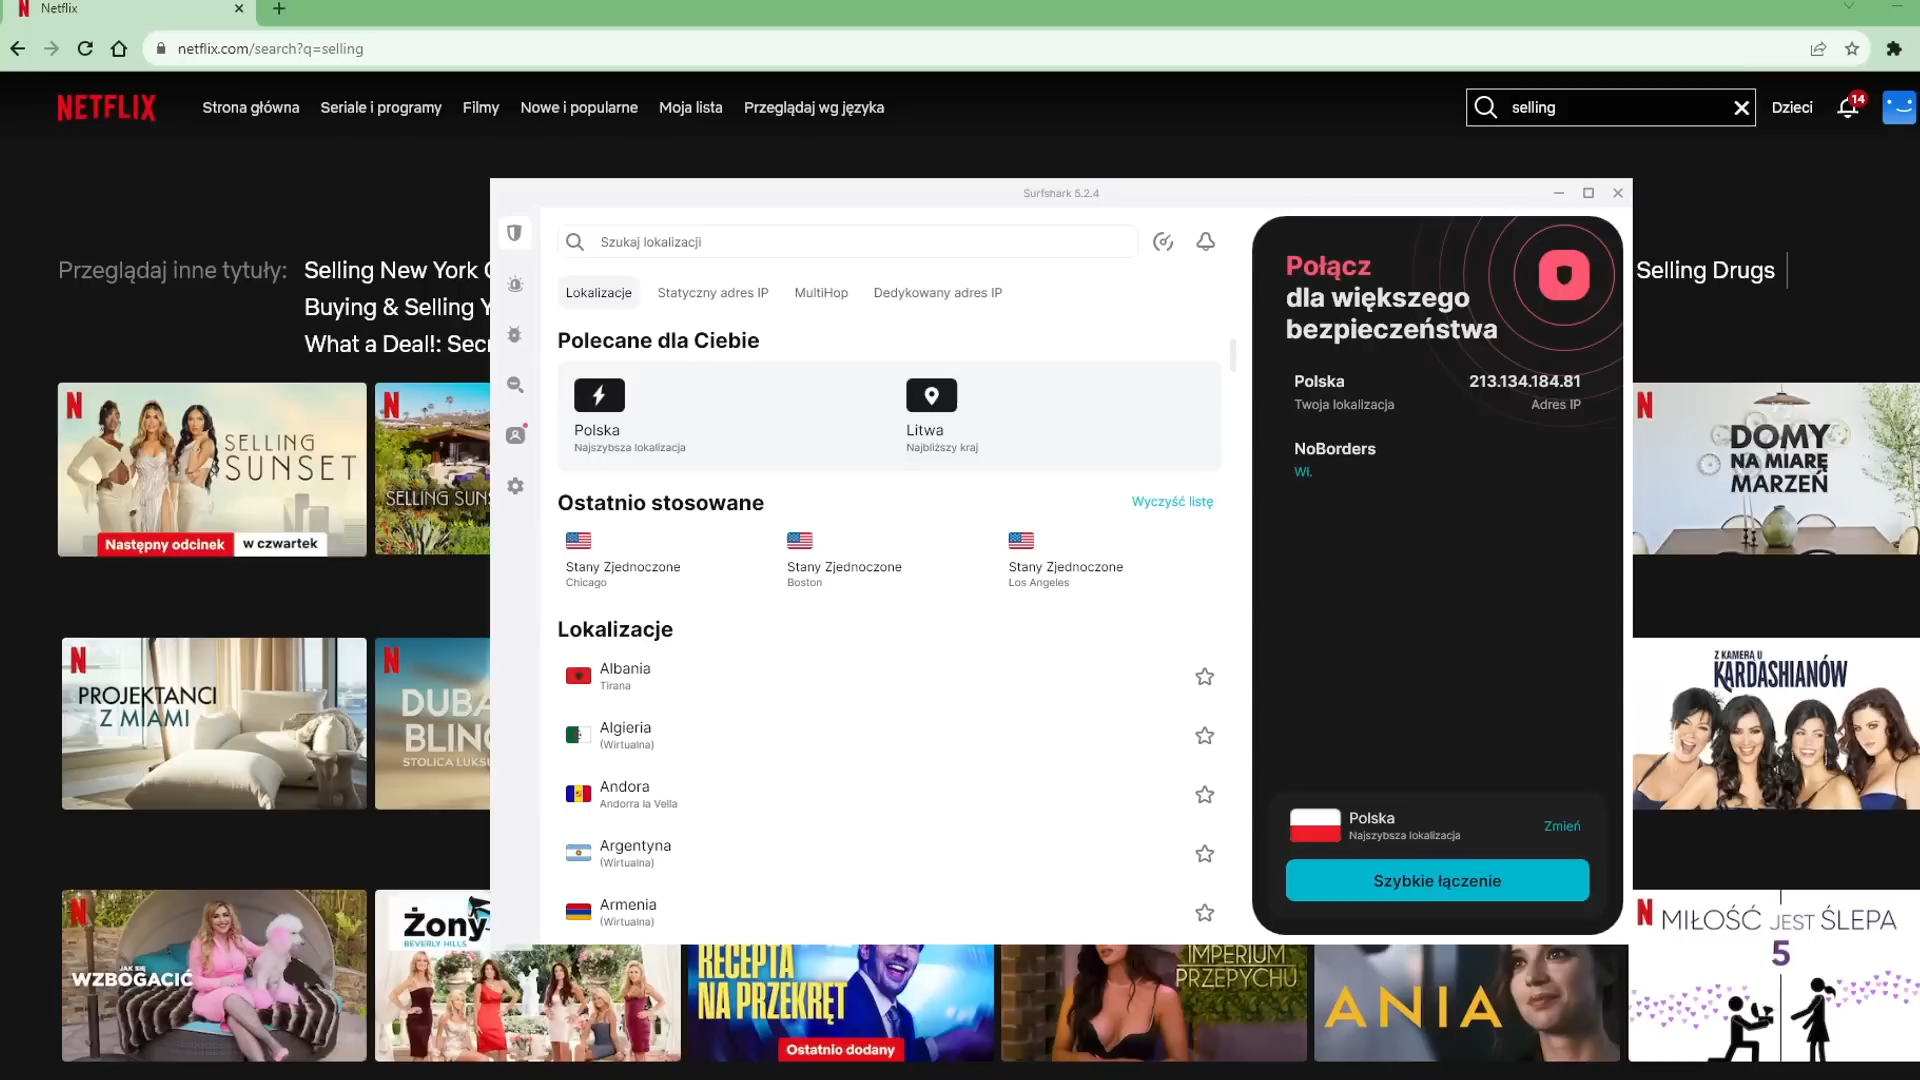 Netflix
netflix.com/search?q=selling
NETFLIX
Strona główna
Seriale i programy
Filmy
Nowe i popularne
Moja lista
Przeglądaj wg języka
selling
Dzieci
14
Przeglądaj inne tytuły:
Selling New York
Selling Drugs
Buying & Selling
What a Deal!:
Surfshark 5.2.4
Szukaj lokalizacji
Lokalizacje
Statyczny adres IP
MultiHop
Dedykowany adres IP
Polecane dla Ciebie
Polska
Najszybsza lokalizacja
Litwa
Najbliższy kraj
Ostatnio stosowane
Wyczyść listę
Stany Zjednoczone
Chicago
Stany Zjednoczone
Boston
Stany Zjednoczone
Los Angeles
Lokalizacje
Albania
Tirana
Algieria
(Wirtualna)
Andora
Andorra la Vella
Argentyna
(Wirtualna)
Armenia
(Wirtualna)
Połącz
dla większego
bezpieczeństwa
Polska
213.134.184.81
Twoja lokalizacja
Adres IP
NoBorders
Wł.
Polska
Najszybsza lokalizacja
Zmień
Szybkie łączenie
N
SELLING
SUNSET
Następny odcinek
w czwartek
N
SELLING
N
DOMY
NA MIARĘ
MARZEŃ
N
PROJEKTANCI
Z MIAMI
N
STOLICA
Z KAMERĄ U
KARDASHIANÓW
N
JAK SIĘ
WZBOGACIĆ
Żony
BEVERLY HILLS
RECEPTA
NA PRZEKRĘT
Ostatnio dodany
IMPERIUM
PRZEPYCHU
ANIA
N
MIŁOŚĆ JEST ŚLEPA
5